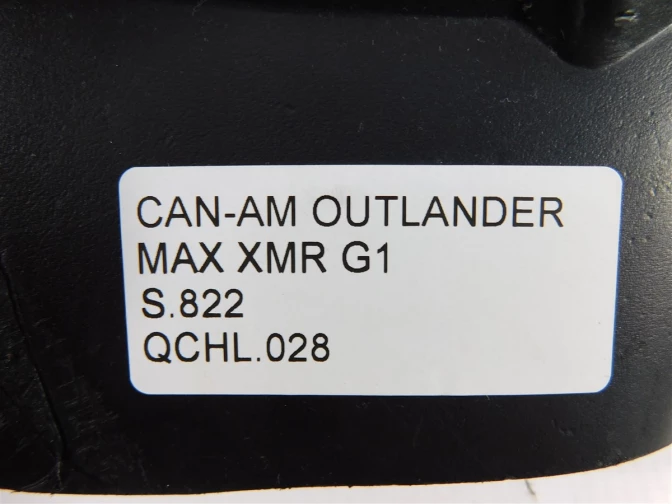 CAN-AM OUTLANDER
MAX XMR G1
S.822
QCHL.028